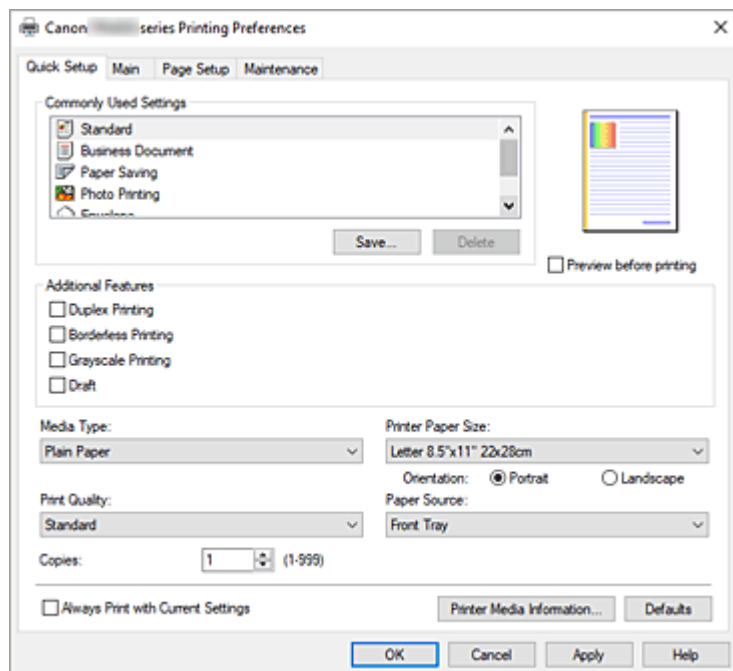 Canon series Printing Preferences
Quick Setup Main Page Setup Maintenance
Commonly Used Settings
Standard
Business Document
Paper Saving
Photo Printing
Envelope
Save... Delete
Preview before printing
Additional Features
Duplex Printing
Borderless Printing
Grayscale Printing
Draft
Media Type: Printer Paper Size:
Plain Paper Letter 8.5"x11" 22x28cm
Orientation: Portrait Landscape
Print Quality: Paper Source:
Standard Front Tray
Copies: 1 (1-999)
Always Print with Current Settings Printer Media Information... Defaults
OK Cancel Apply Help